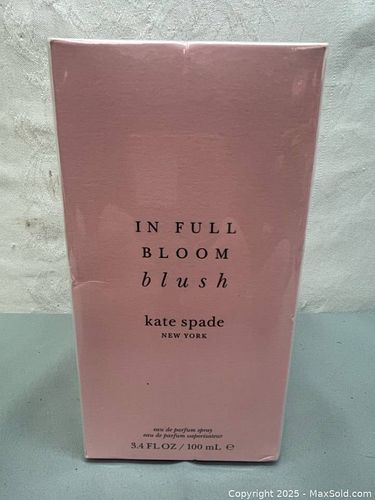 IN FULL
BLOOM
blush
kate spade
NEW YORK
eau de parfum spray
eau de parfum vaporisateur
3.4 FL OZ / 100 mL ℮
Copyright 2025 - MaxSold.com